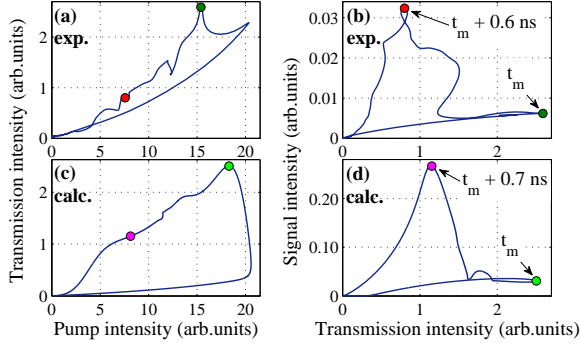 Transmission intensity (arb.units)
(a)
exp.
2
1
0
0 5 10 15 20
(b)
exp.
0.03
0.02
0.01
0
0 1 2
t_m + 0.6 ns
t_m
Signal intensity (arb.units)
(c)
calc.
2
1
0
0 5 10 15 20
Pump intensity (arb.units)
(d)
calc.
0.20
0.10
0
0 1 2
t_m + 0.7 ns
t_m
Transmission intensity (arb.units)